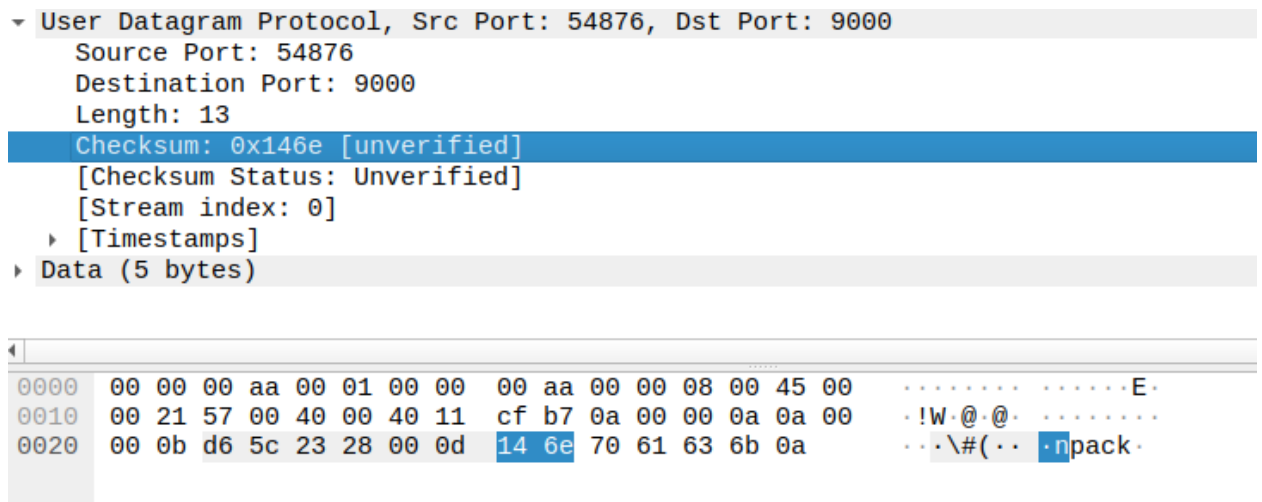 User Datagram Protocol, Src Port: 54876, Dst Port: 9000
Source Port: 54876
Destination Port: 9000
Length: 13
Checksum: 0x146e [unverified]
[Checksum Status: Unverified]
[Stream index: 0]
[Timestamps]
Data (5 bytes)
0000 00 00 00 aa 00 01 00 00 00 aa 00 00 08 00 45 00 ········ ······E·
0010 00 21 57 00 40 00 40 11 cf b7 0a 00 00 0a 0a 00 ·!W·@·@· ········
0020 00 0b d6 5c 23 28 00 0d 14 6e 70 61 63 6b 0a ···\#(·· ·npack·